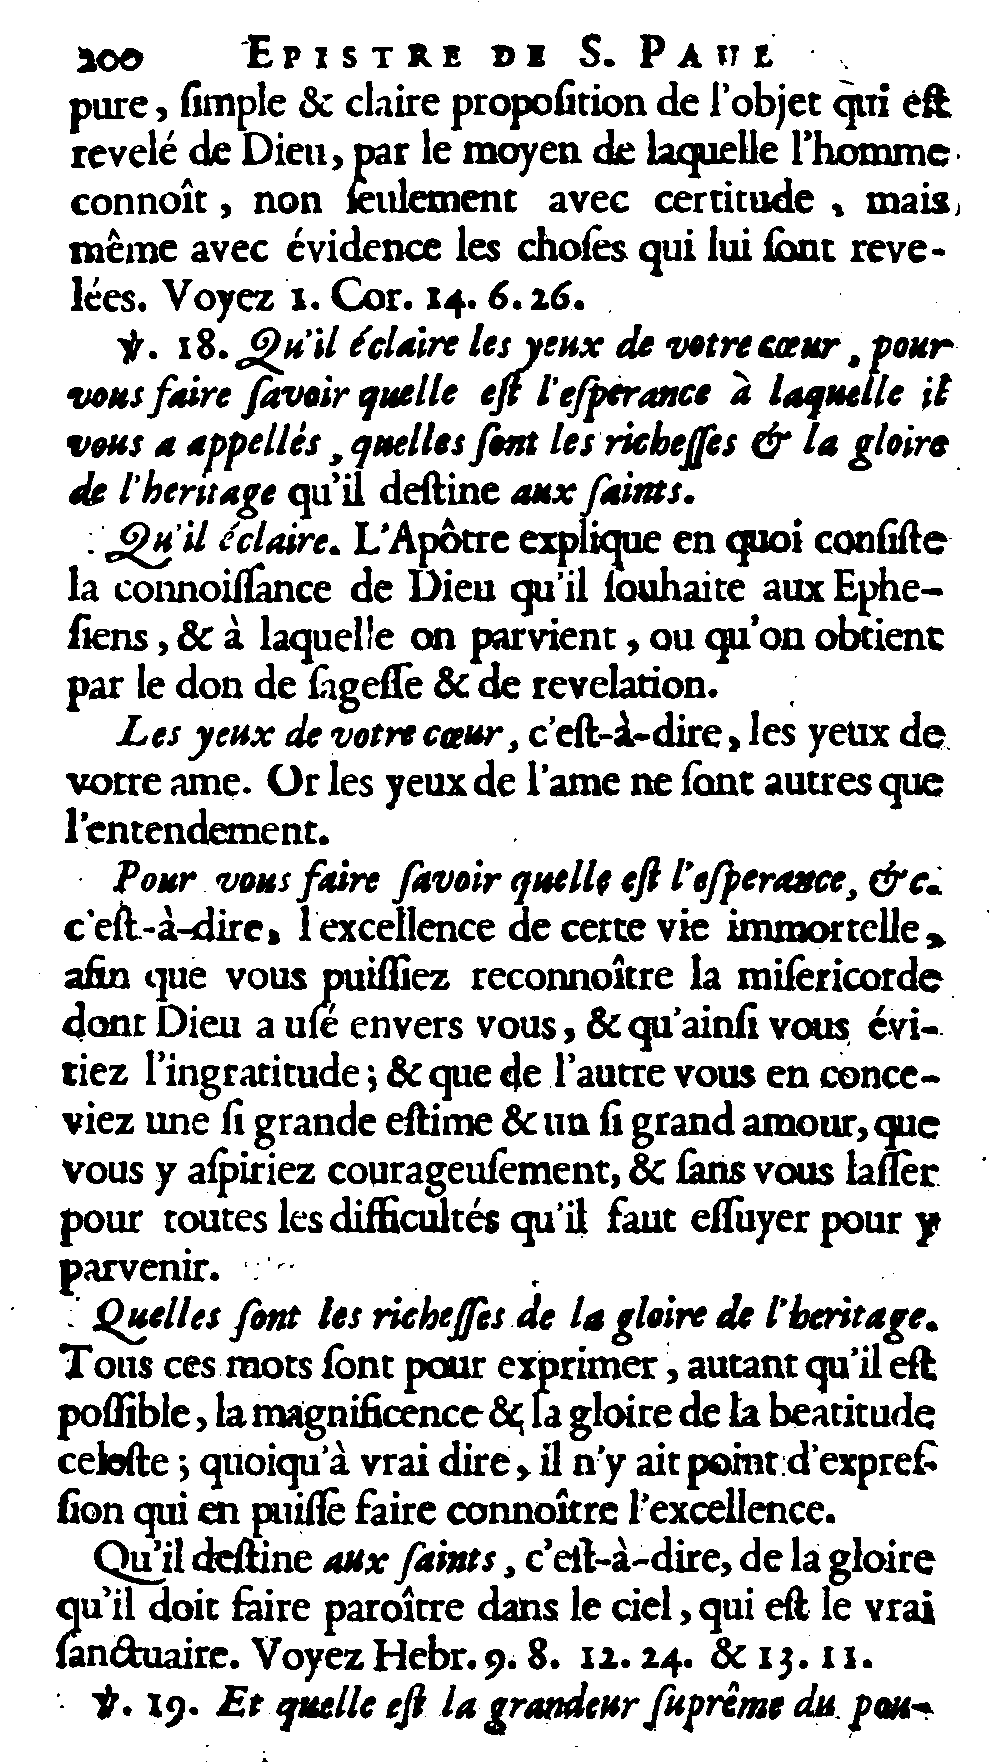 200 EPISTRE DE S. PAUL
pure, ſimple & claire propoſition de l'objet qui eſt
revelé de Dieu, par le moyen de laquelle l'homme
connoît, non ſeulement avec certitude, mais,
même avec évidence les choſes qui lui ſont reve-
lées. Voyez 1. Cor. 14. 6. 26.
℣. 18. Qu'il éclaire les yeux de votre cœur, pour
vous faire ſavoir quelle eſt l'eſperance à laquelle il
vous a appellés, quelles ſont les richeſſes & la gloire
de l'heritage qu'il deſtine aux ſaints.
Qu'il éclaire. L'Apôtre explique en quoi conſiſte
la connoiſſance de Dieu qu'il ſouhaite aux Ephe-
ſiens, & à laquelle on parvient, ou qu'on obtient
par le don de ſageſſe & de revelation.
Les yeux de votre cœur, c'eſt-à-dire, les yeux de
votre ame. Or les yeux de l'ame ne ſont autres que
l'entendement.
Pour vous faire ſavoir quelle eſt l'eſperance, &c.
c'eſt-à-dire, l'excellence de cette vie immortelle,
afin que vous puiſſiez reconnoître la miſericorde
dont Dieu a uſé envers vous, & qu'ainſi vous évi-
tiez l'ingratitude; & que de l'autre vous en conce-
viez une ſi grande eſtime & un ſi grand amour, que
vous y aſpiriez courageuſement, & ſans vous laſſer
pour toutes les difficultés qu'il faut eſſuyer pour y
parvenir.
Quelles ſont les richeſſes de la gloire de l'heritage.
Tous ces mots ſont pour exprimer, autant qu'il eſt
poſſible, la magnificence & la gloire de la beatitude
celeſte; quoiqu'à vrai dire, il n'y ait point d'expreſ-
ſion qui en puiſſe faire connoître l'excellence.
Qu'il deſtine aux ſaints, c'eſt-à-dire, de la gloire
qu'il doit faire paroître dans le ciel, qui eſt le vrai
ſanctuaire. Voyez Hebr. 9. 8. 12. 24. & 13. 11.
℣. 19. Et quelle eſt la grandeur ſuprême du pou-